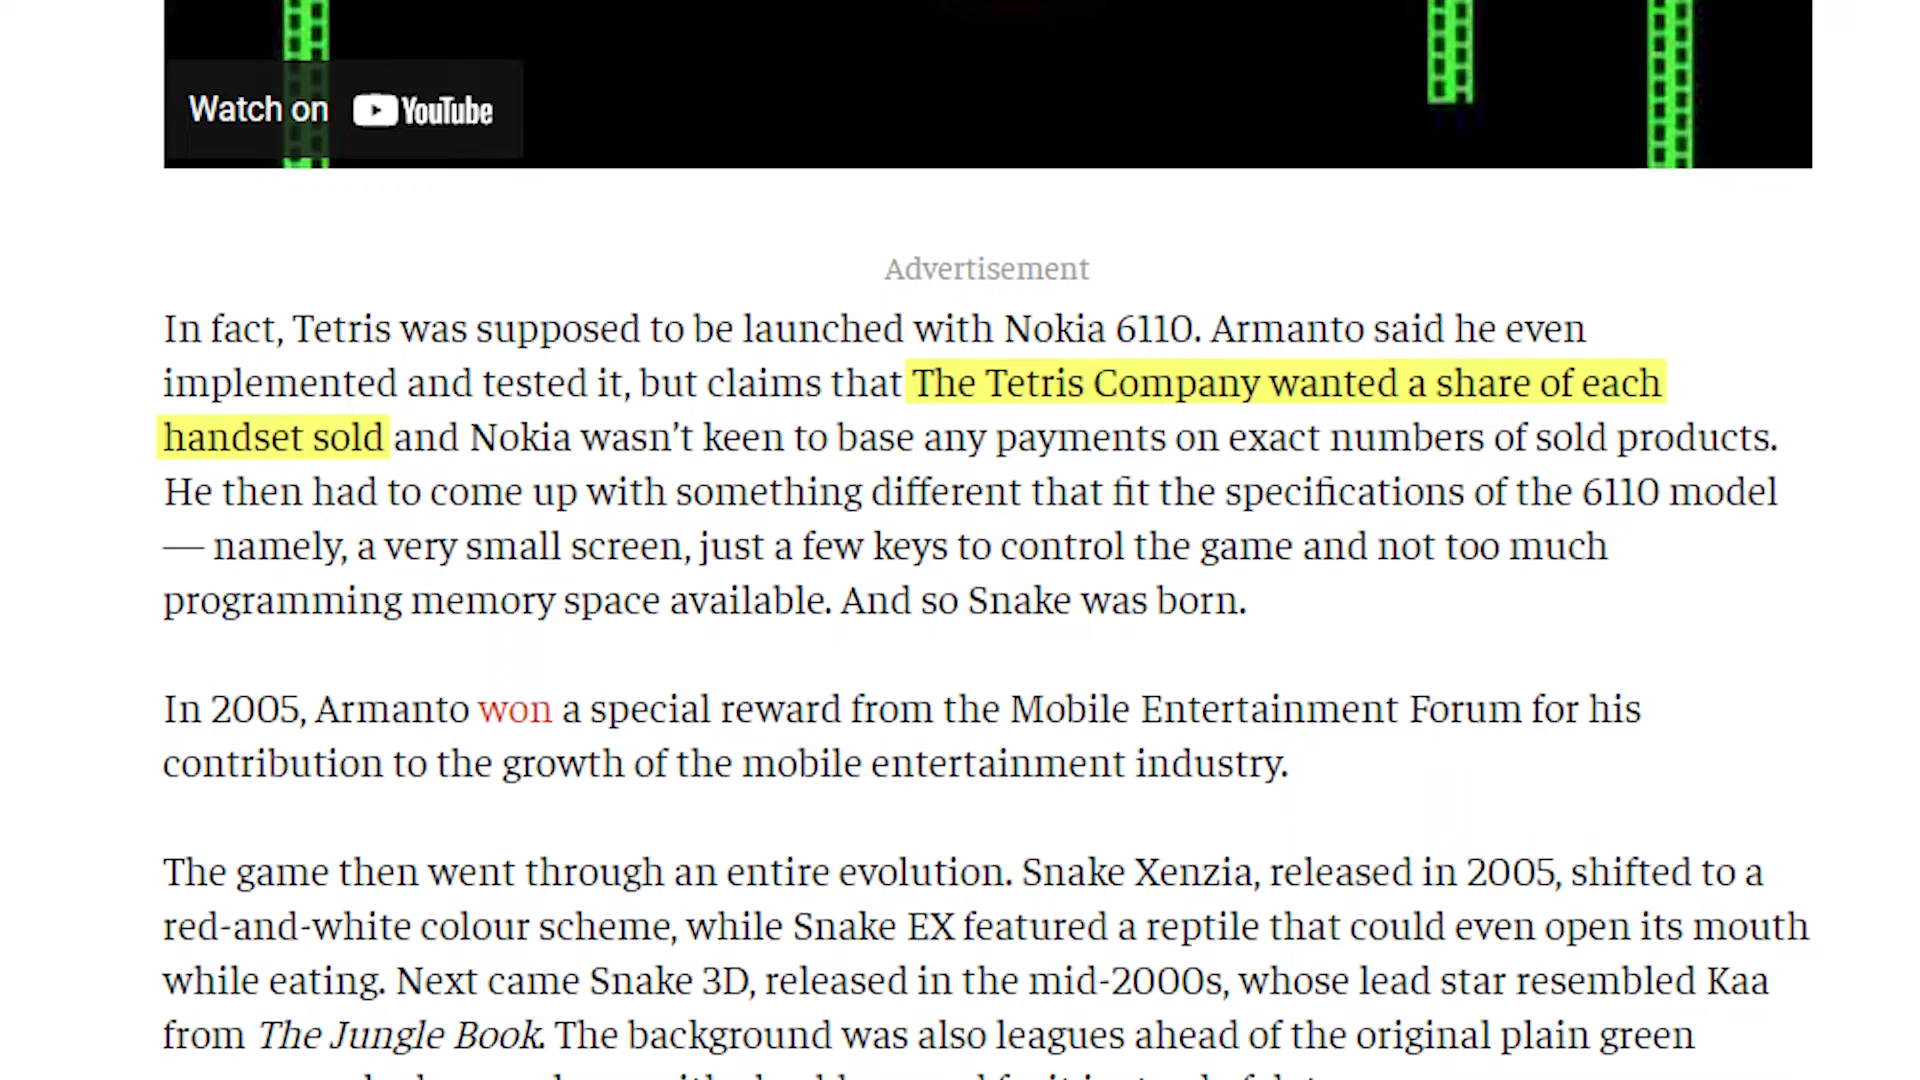 Watch on YouTube
Advertisement
In fact, Tetris was supposed to be launched with Nokia 6110. Armanto said he even
implemented and tested it, but claims that The Tetris Company wanted a share of each
handset sold and Nokia wasn’t keen to base any payments on exact numbers of sold products.
He then had to come up with something different that fit the specifications of the 6110 model
— namely, a very small screen, just a few keys to control the game and not too much
programming memory space available. And so Snake was born.
In 2005, Armanto won a special reward from the Mobile Entertainment Forum for his
contribution to the growth of the mobile entertainment industry.
The game then went through an entire evolution. Snake Xenzia, released in 2005, shifted to a
red-and-white colour scheme, while Snake EX featured a reptile that could even open its mouth
while eating. Next came Snake 3D, released in the mid-2000s, whose lead star resembled Kaa
from The Jungle Book. The background was also leagues ahead of the original plain green